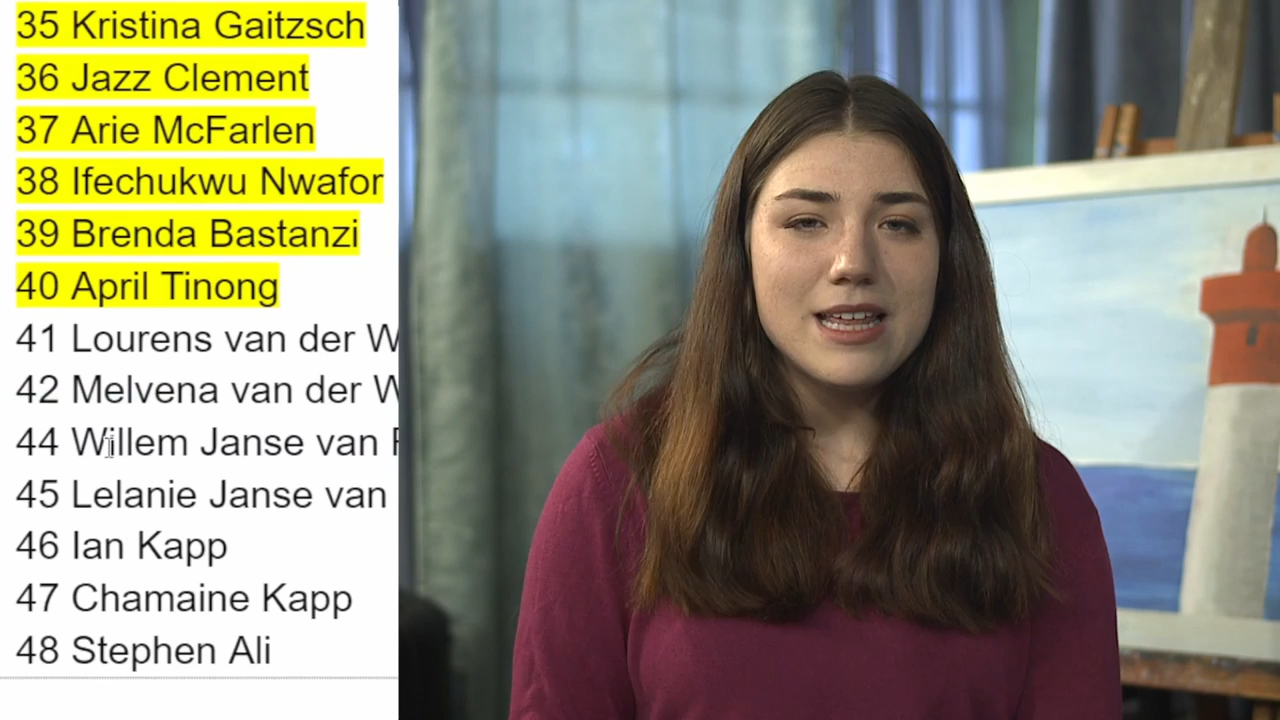 35 Kristina Gaitzsch
36 Jazz Clement
37 Arie McFarlen
38 Ifechukwu Nwafor
39 Brenda Bastanzi
40 April Tinong
41 Lourens van der
42 Melvena van der
44 Willem Janse van
45 Lelanie Janse van
46 Ian Kapp
47 Chamaine Kapp
48 Stephen Ali